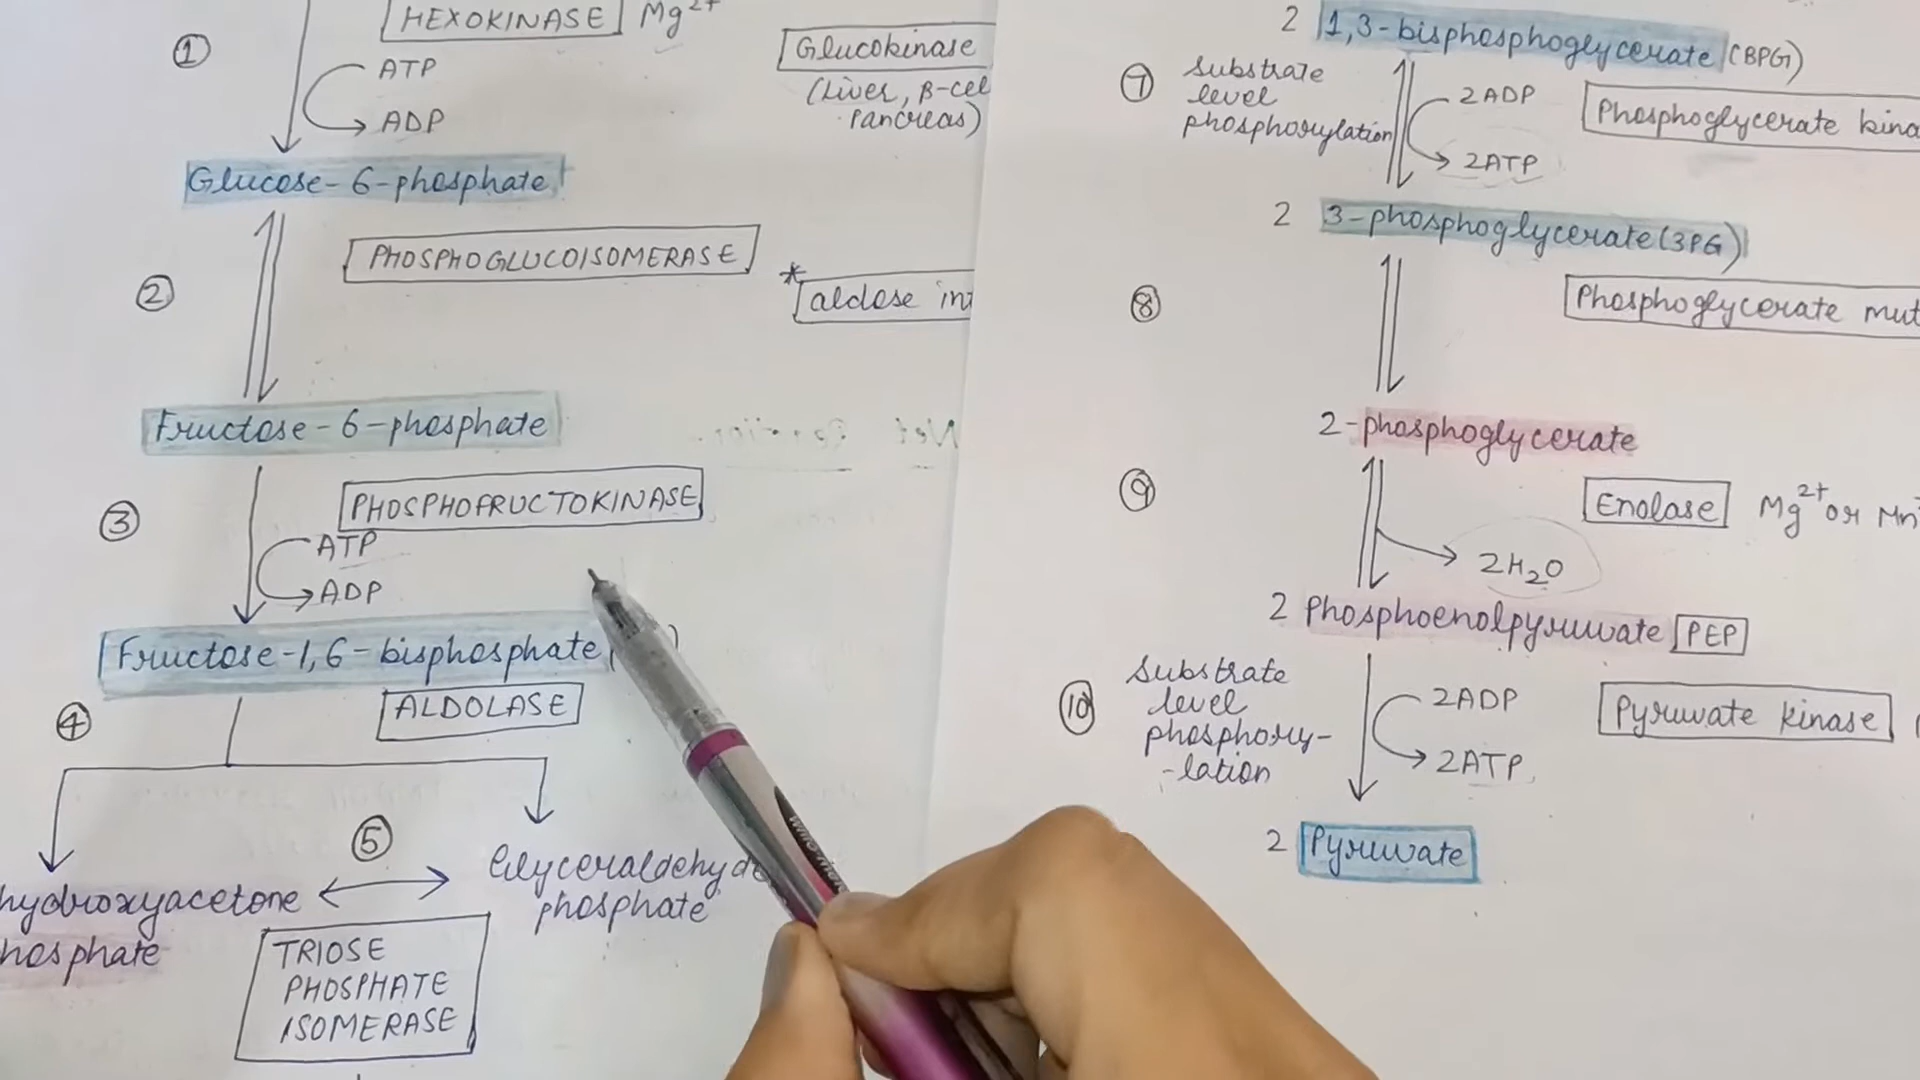 HEXOKINASE Mg2+
①
ATP
ADP
Glucokinase
(Liver, β-cel
Pancreas)
Glucose-6-phosphate
②
PHOSPHOGLUCOISOMERASE
*
aldose
Fructose-6-phosphate
③
PHOSPHOFRUCTOKINASE
ATP
ADP
Fructose-1,6-bisphosphate
④
ALDOLASE
⑤
hydroxyacetone
hosphate
Glyceraldehyde
phosphate
TRIOSE
PHOSPHATE
ISOMERASE
2 1,3-bisphosphoglycerate (BPG)
⑦
Substrate
level
phosphorylation
2ADP
2ATP
Phosphoglycerate kina
2 3-phosphoglycerate (3PG)
⑧
Phosphoglycerate mut
2-phosphoglycerate
⑨
Enolase Mg2+ or Mn
2H2O
2 Phosphoenolpyruvate PEP
⑩
Substrate
level
phosphory-
-lation
2ADP
2ATP
Pyruvate kinase
2 Pyruvate